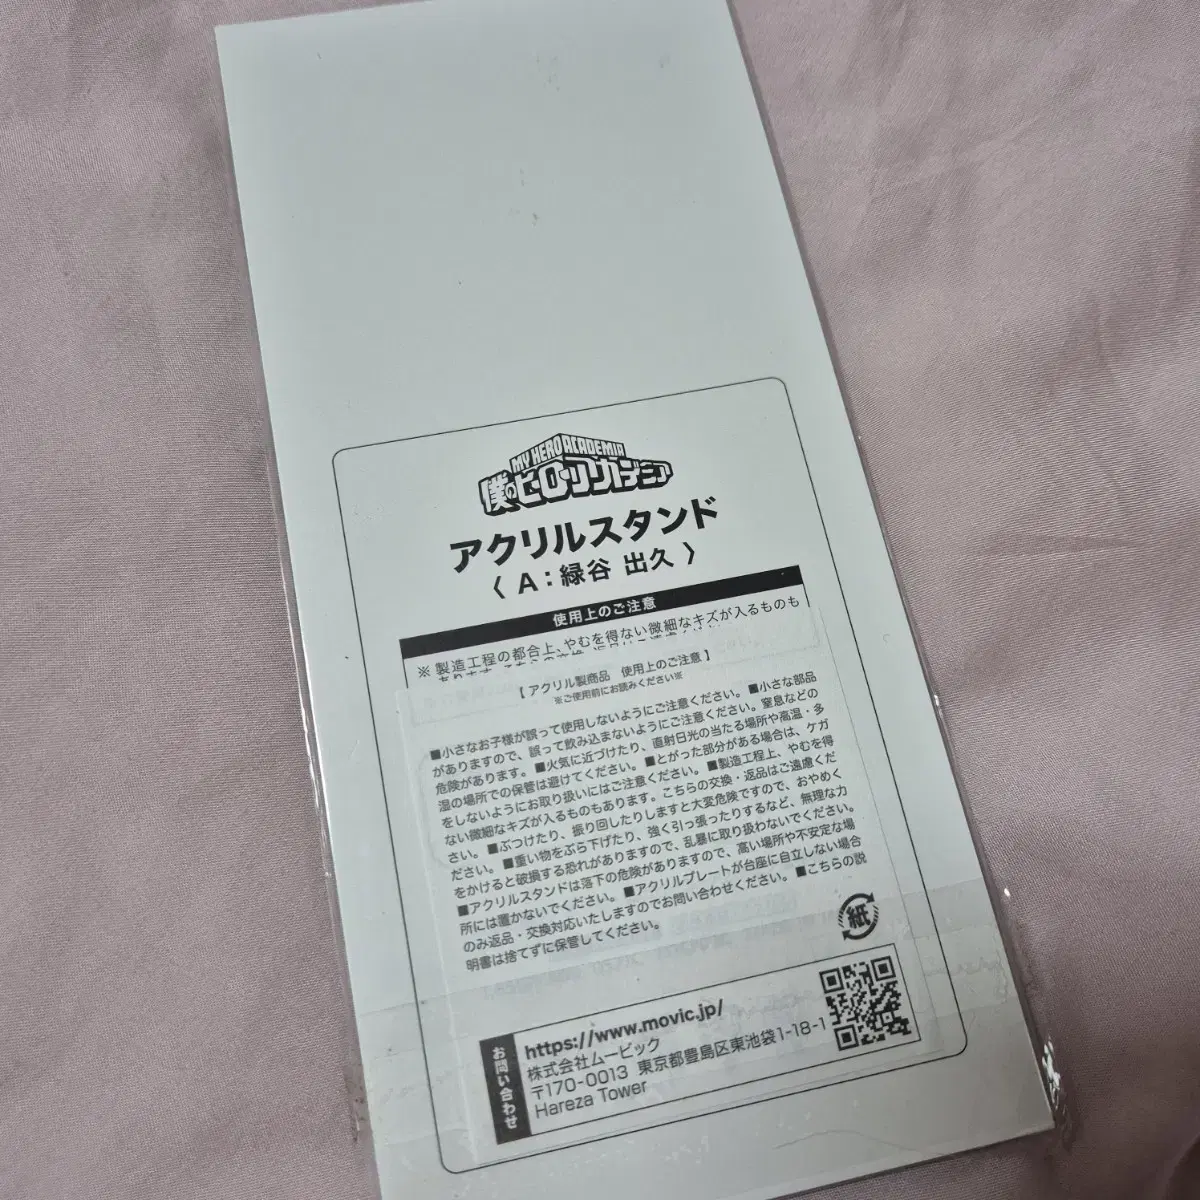 MY HERO ACADEMIA
僕のヒーローアカデミア
アクリルスタンド
〈 A：緑谷 出久 〉
使用上のご注意
※ 製造工程の都合上、やむを得ない微細なキズが入るものも
【 アクリル製商品　使用上のご注意 】
※ご使用前にお読みください※
■小さなお子様が誤って使用しないようにご注意ください。■小さな部品
がありますので、誤って飲み込まないようにご注意ください。窒息などの
危険があります。■火気に近づけたり、直射日光の当たる場所や高温・多
湿の場所での保管は避けてください。■とがった部分がある場合は、ケガ
をしないようにお取り扱いにはご注意ください。■製造工程上、やむを得
ない微細なキズが入るものもあります。こちらの交換・返品はご遠慮くだ
さい。■ぶつけたり、振り回したりしますと大変危険ですので、おやめく
ださい。■重い物をぶら下げたり、強く引っ張ったりするなど、無理な力
をかけると破損する恐れがありますので、乱暴に取り扱わないでください。
■アクリルスタンドは落下の危険がありますので、高い場所や不安定な場
所には置かないでください。■アクリルプレートが台座に自立しない場合
のみ返品・交換対応いたしますのでお問い合わせください。■こちらの説
明書は捨てずに保管してください。
紙
お問い合わせ
https://www.movic.jp/
株式会社ムービック
〒170-0013 東京都豊島区東池袋1-18-1
Hareza Tower